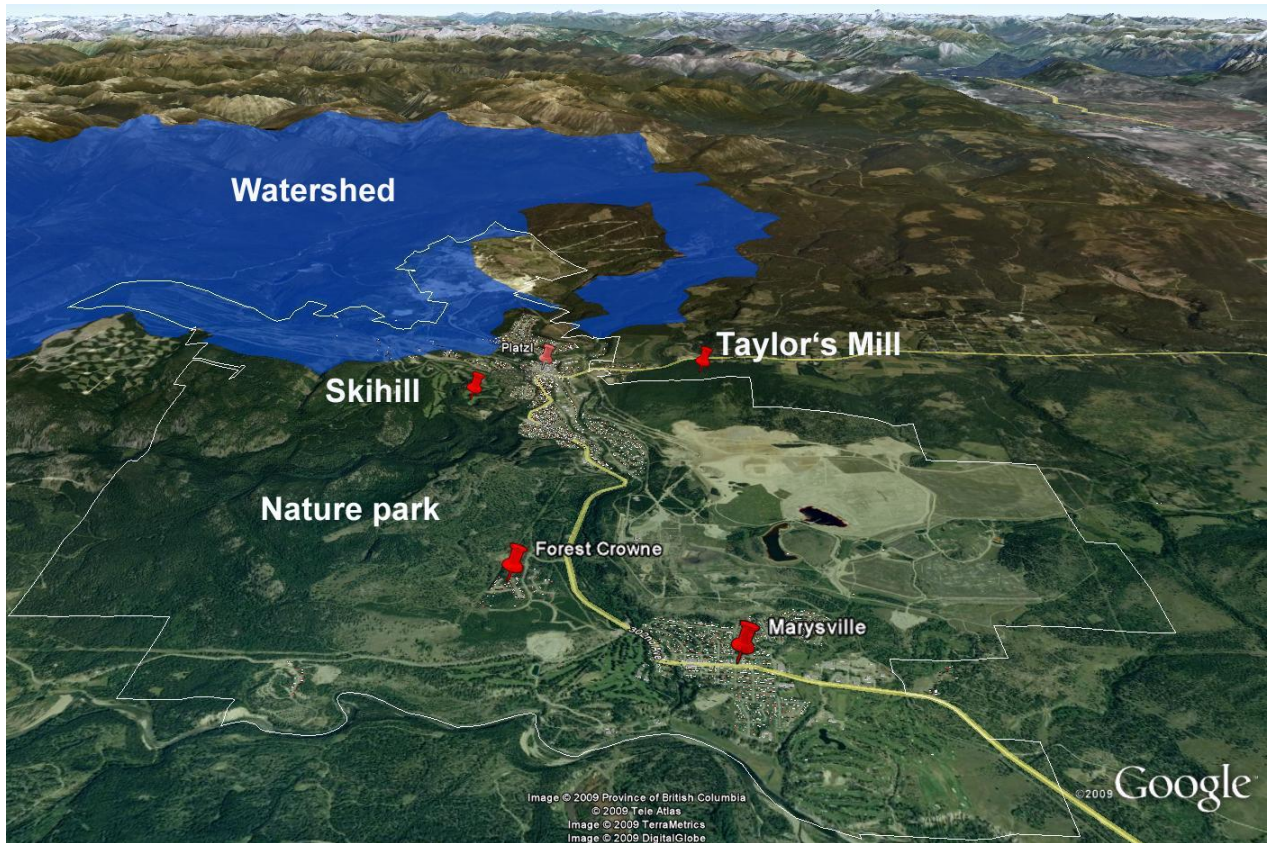 Watershed
Platzl
Taylor's Mill
Skihill
Nature park
Forest Crowne
Marysville
©2009 Google
Image © 2009 Province of British Columbia
© 2009 Tele Atlas
Image © 2009 TerraMetrics
Image © 2009 DigitalGlobe